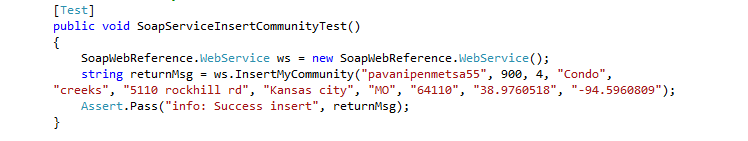 [Test]
public void SoapServiceInsertCommunityTest()
{
SoapWebReference.WebService ws = new SoapWebReference.WebService();
string returnMsg = ws.InsertMyCommunity("pavanipenmetsa55", 900, 4, "Condo",
"creeks", "5110 rockhill rd", "Kansas city", "MO", "64110", "38.9760518", "-94.5960809");
Assert.Pass("info: Success insert", returnMsg);
}